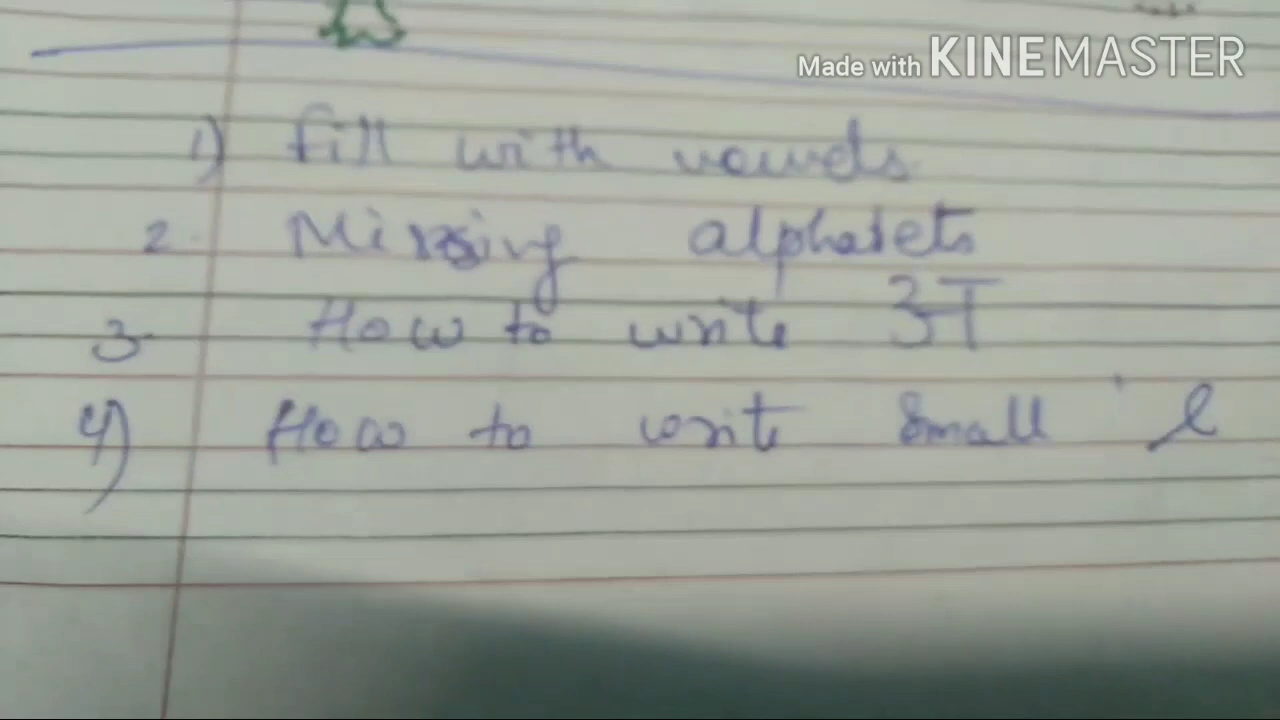 Made with KINEMASTER
1) Fill with vowels
2. Missing alphabets
3- How to write अ
4) How to write small 'l